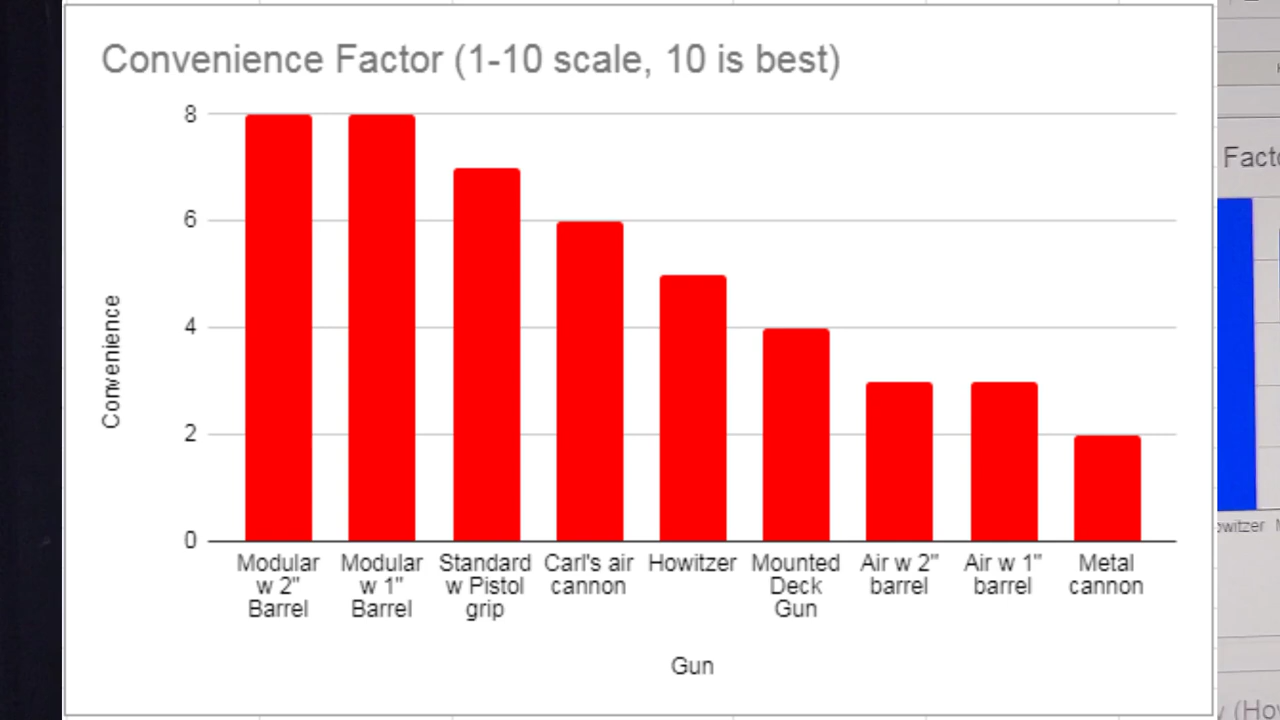 Convenience Factor (1-10 scale, 10 is best)
8
6
4
2
0
Convenience
Modular
w 2"
Barrel
Modular
w 1"
Barrel
Standard
w Pistol
grip
Carl's air
cannon
Howitzer
Mounted
Deck
Gun
Air w 2"
barrel
Air w 1"
barrel
Metal
cannon
Gun